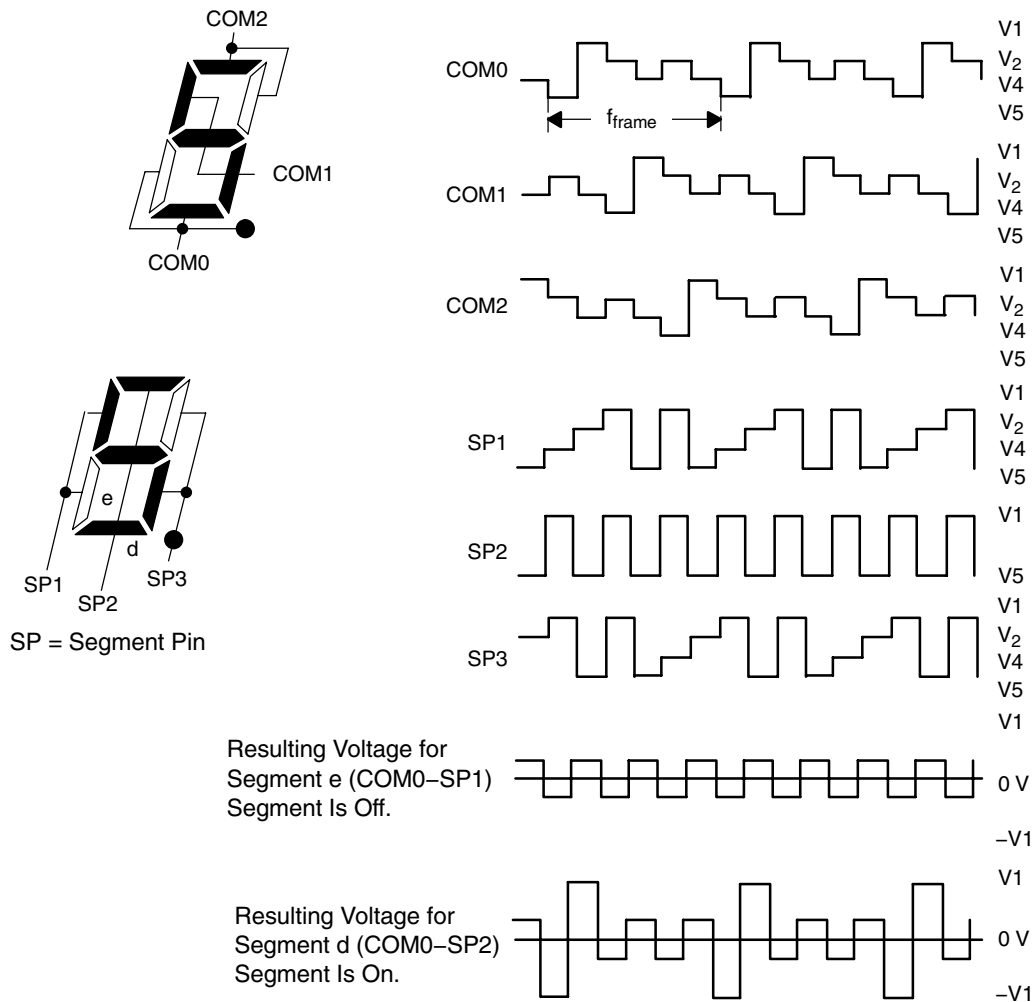 COM2
COM1
COM0
e
d
SP1
SP2
SP3
SP = Segment Pin
COM0
f_frame
V1
V2
V4
V5
COM1
V1
V2
V4
V5
COM2
V1
V2
V4
V5
SP1
V1
V2
V4
V5
SP2
V1
V5
SP3
V1
V2
V4
V5
Resulting Voltage for
Segment e (COM0–SP1)
Segment Is Off.
V1
0 V
–V1
Resulting Voltage for
Segment d (COM0–SP2)
Segment Is On.
V1
0 V
–V1